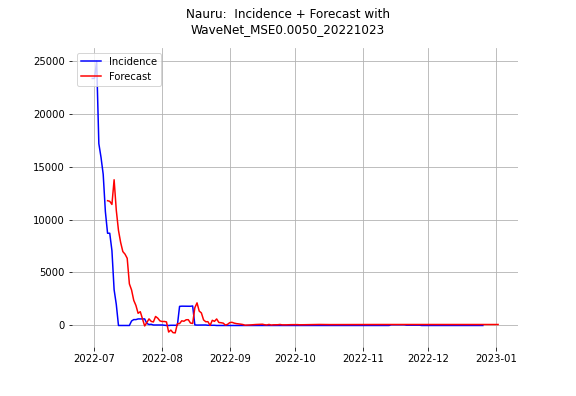 Nauru:  Incidence + Forecast with
WaveNet_MSE0.0050_20221023
25000
20000
15000
10000
5000
0
Incidence
Forecast
2022-07 2022-08 2022-09 2022-10 2022-11 2022-12 2023-01